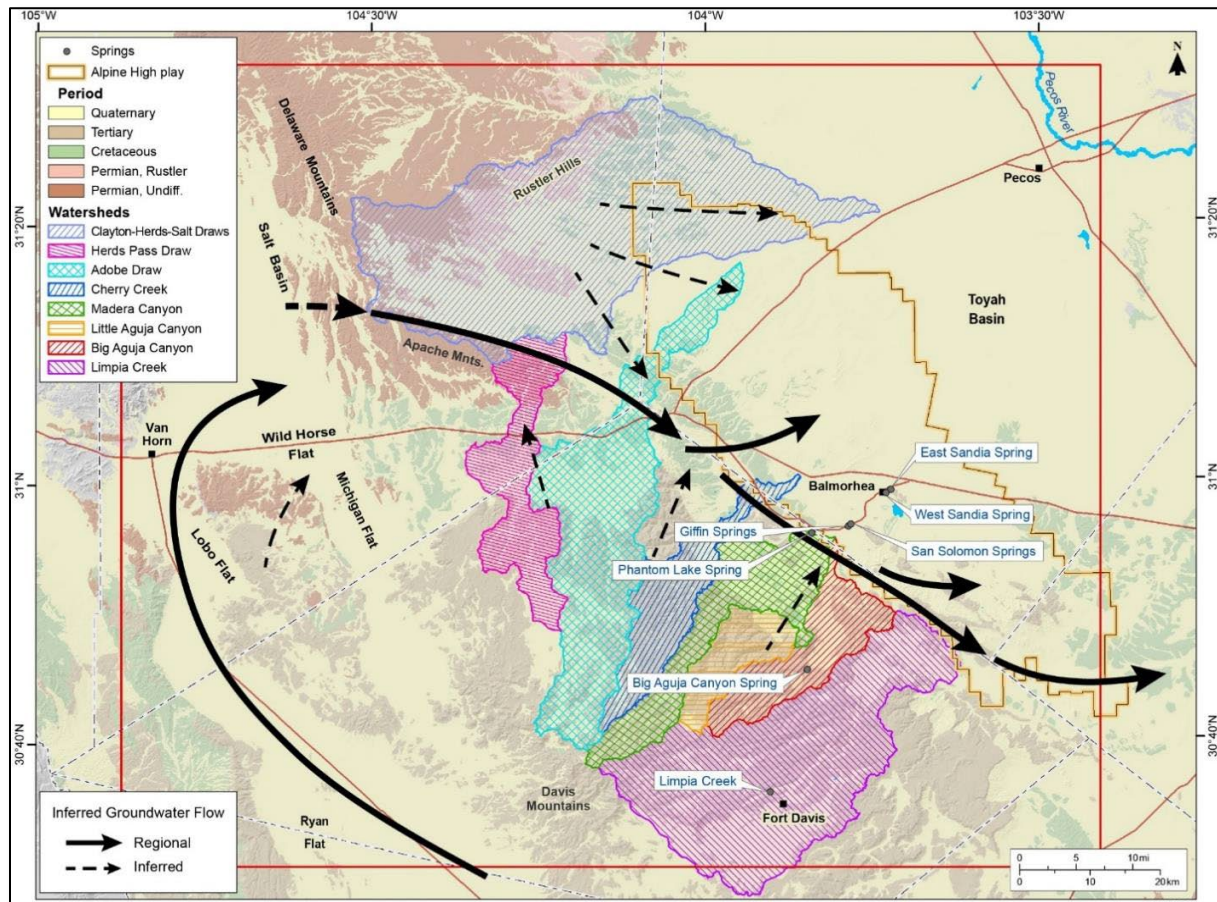 105°W
104°30'W
104°W
103°30'W
Springs
Alpine High play
Period
Quaternary
Tertiary
Cretaceous
Permian, Rustler
Permian, Undiff.
Watersheds
Clayton-Herds-Salt Draws
Herds Pass Draw
Adobe Draw
Cherry Creek
Madera Canyon
Little Aguja Canyon
Big Aguja Canyon
Limpia Creek
N
Delaware Mountains
Pecos River
Rustler Hills
Pecos
31°20'N
31°20'N
Salt Basin
Toyah
Basin
Apache Mnts.
Van
Horn
Wild Horse
Flat
Michigan Flat
Lobo Flat
31°N
31°N
East Sandia Spring
Balmorhea
West Sandia Spring
Giffin Springs
San Solomon Springs
Phantom Lake Spring
Big Aguja Canyon Spring
30°40'N
30°40'N
Limpia Creek
Davis
Mountains
Fort Davis
Ryan
Flat
Inferred Groundwater Flow
Regional
Inferred
0 5 10mi
0 10 20km